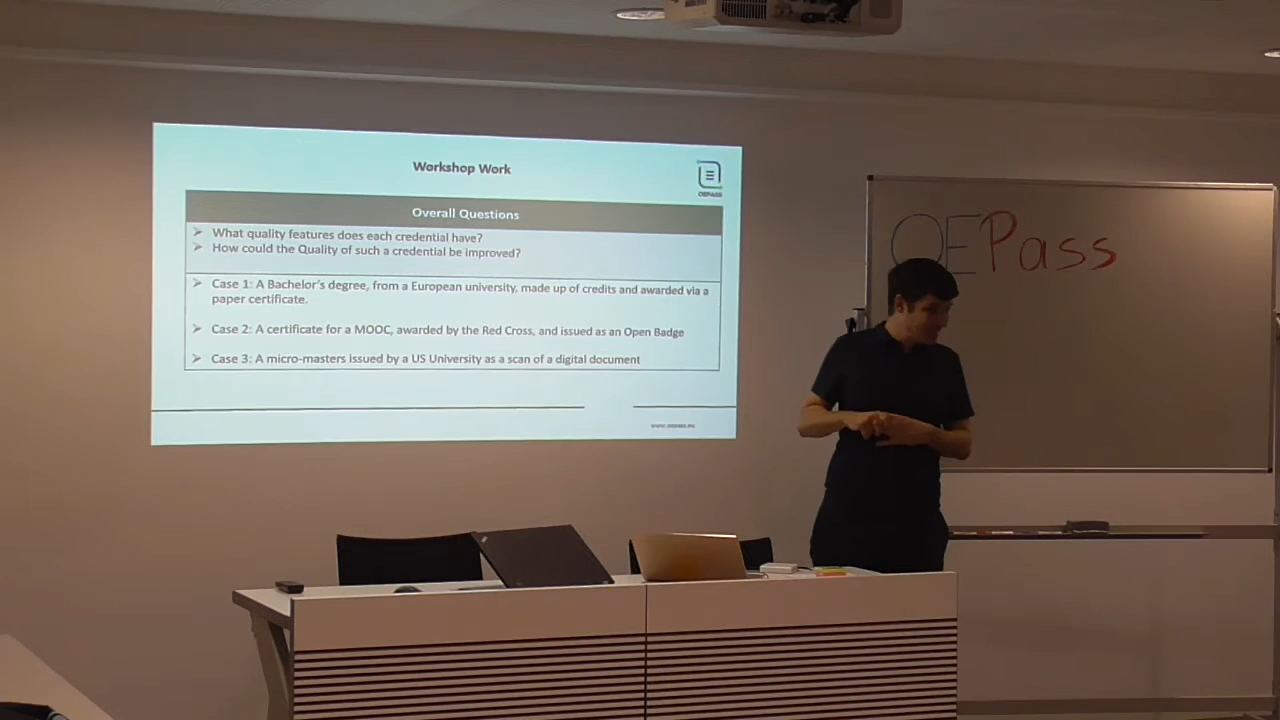 Workshop Work
OEPASS
Overall Questions
➢ What quality features does each credential have?
➢ How could the Quality of such a credential be improved?
➢ Case 1: A Bachelor's degree, from a European university, made up of credits and awarded via a
paper certificate.
➢ Case 2: A certificate for a MOOC, awarded by the Red Cross, and issued as an Open Badge
➢ Case 3: A micro-masters issued by a US University as a scan of a digital document
www.oepass.eu
OEPass